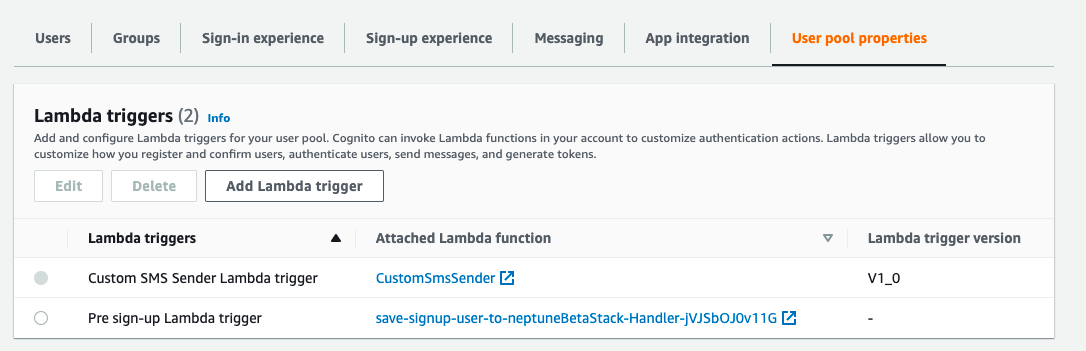 Users Groups Sign-in experience Sign-up experience Messaging App integration User pool properties
Lambda triggers (2) Info
Add and configure Lambda triggers for your user pool. Cognito can invoke Lambda functions in your account to customize authentication actions. Lambda triggers allow you to
customize how you register and confirm users, authenticate users, send messages, and generate tokens.
Edit Delete Add Lambda trigger
Lambda triggers Attached Lambda function Lambda trigger version
Custom SMS Sender Lambda trigger CustomSmsSender V1_0
Pre sign-up Lambda trigger save-signup-user-to-neptuneBetaStack-Handler-jVJSbOJ0v11G -